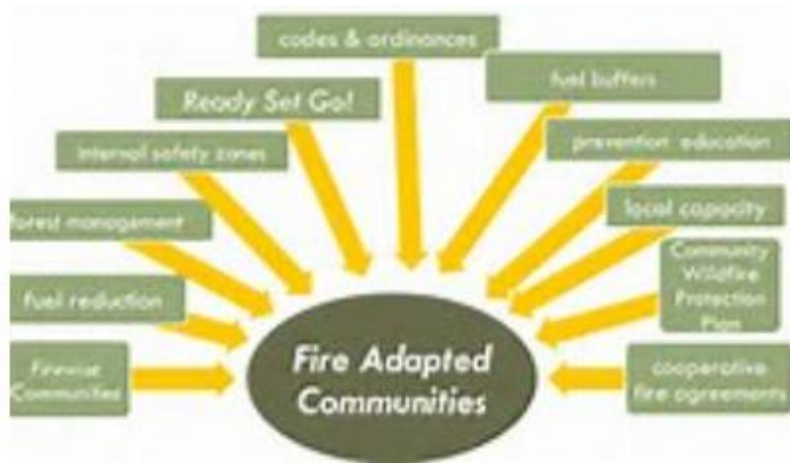 codes & ordinances
fuel buffers
Ready Set Go!
prevention education
internal safety zones
local capacity
forest management
Community
Wildfire
Protection
Plan
fuel reduction
Firewise
Communities
cooperative
fire agreements
Fire Adapted
Communities